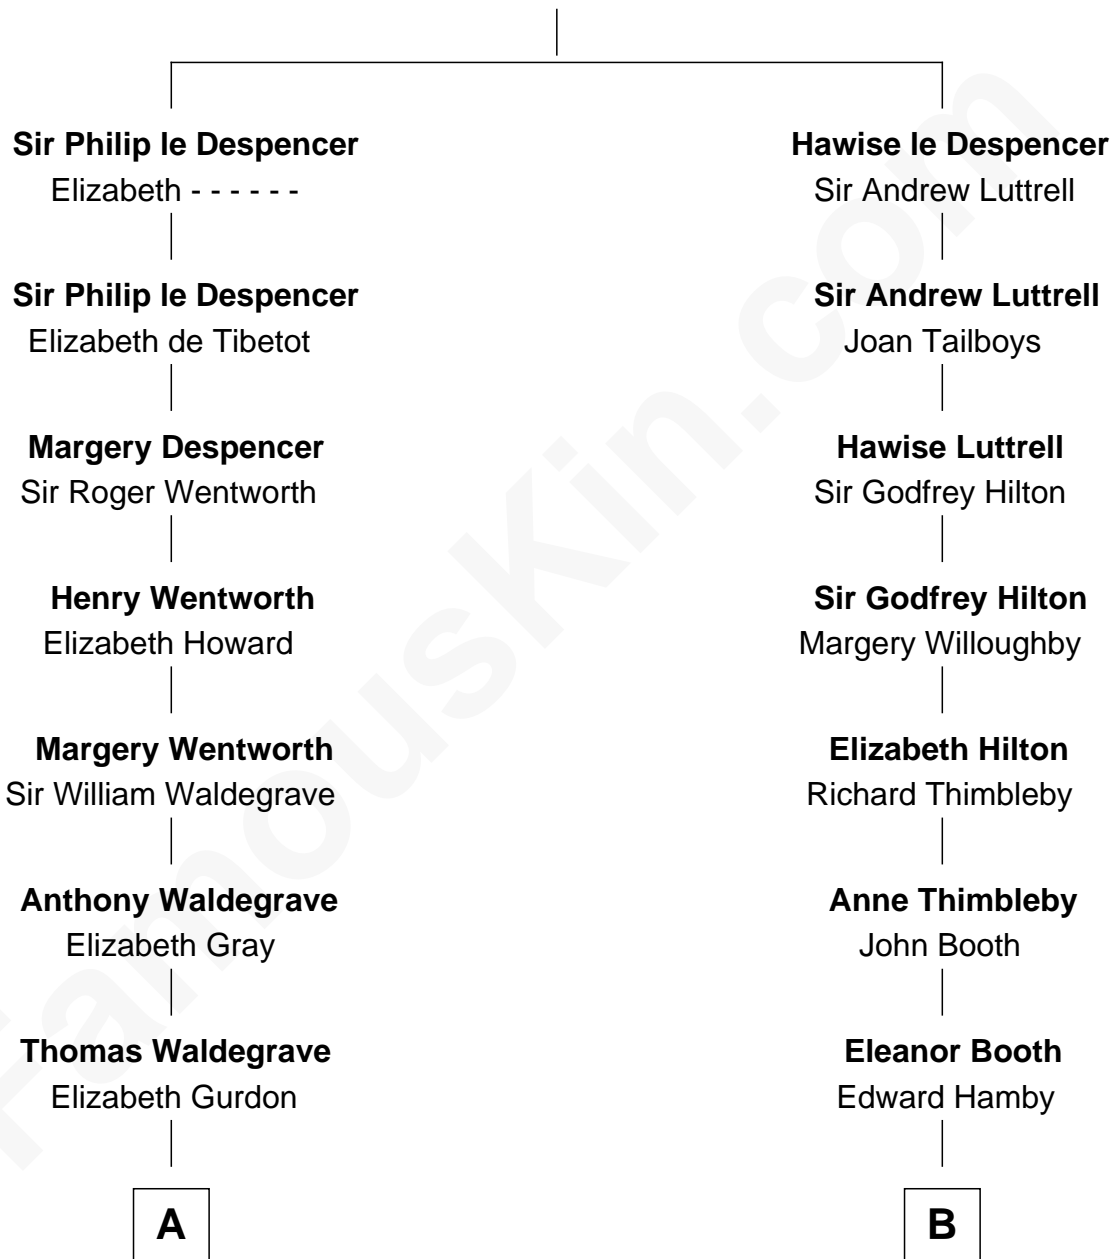 Sir Philip le Despencer
Elizabeth - - - - - -
Sir Philip le Despencer
Elizabeth de Tibetot
Margery Despencer
Sir Roger Wentworth
Henry Wentworth
Elizabeth Howard
Margery Wentworth
Sir William Waldegrave
Anthony Waldegrave
Elizabeth Gray
Thomas Waldegrave
Elizabeth Gurdon
A
Hawise le Despencer
Sir Andrew Luttrell
Sir Andrew Luttrell
Joan Tailboys
Hawise Luttrell
Sir Godfrey Hilton
Sir Godfrey Hilton
Margery Willoughby
Elizabeth Hilton
Richard Thimbleby
Anne Thimbleby
John Booth
Eleanor Booth
Edward Hamby
B
FamousKin.com